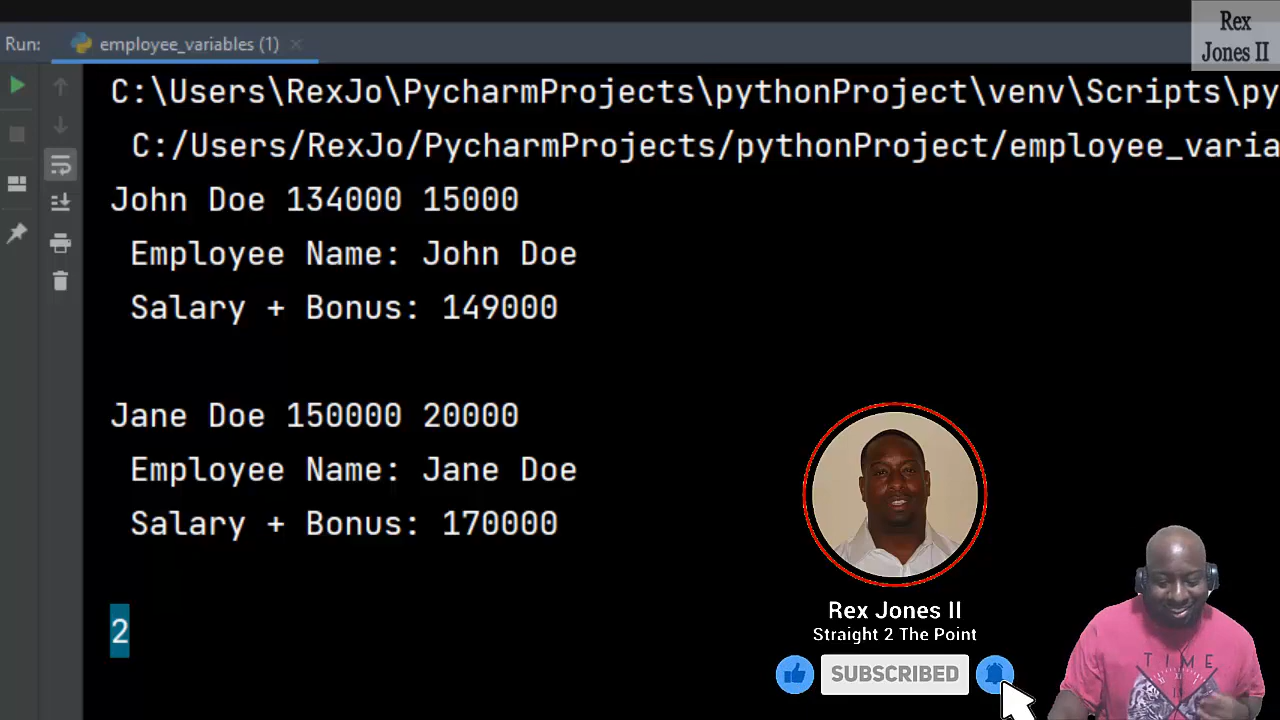 Rex
Jones II
Run: employee_variables (1)
C:\Users\RexJo\PycharmProjects\pythonProject\venv\Scripts\py
C:/Users/RexJo/PycharmProjects/pythonProject/employee_varia
John Doe 134000 15000
Employee Name: John Doe
Salary + Bonus: 149000
Jane Doe 150000 20000
Employee Name: Jane Doe
Salary + Bonus: 170000
2
Rex Jones II
Straight 2 The Point
SUBSCRIBED
TIME